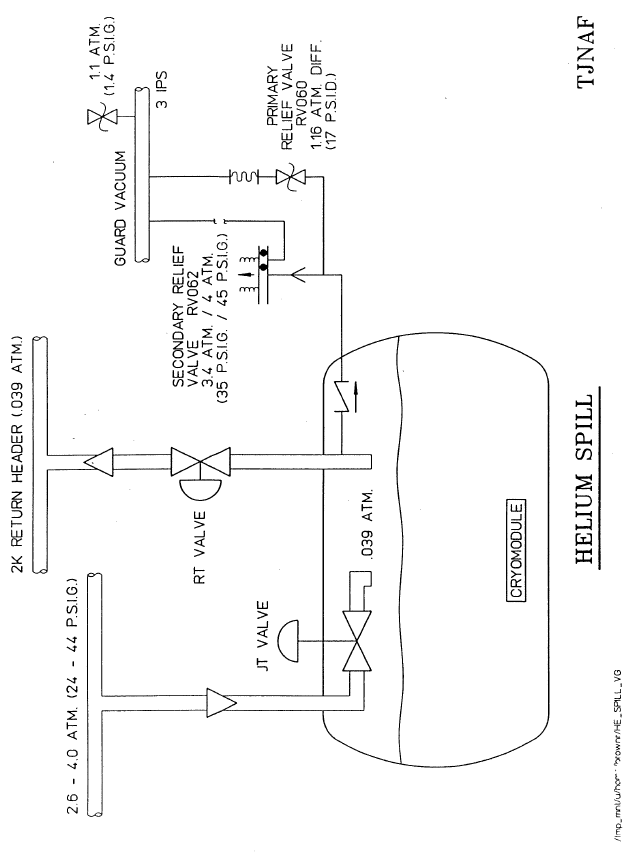 2K RETURN HEADER (.039 ATM.)
2.6 - 4.0 ATM. (24 - 44 P.S.I.G.)
RT VALVE
JT VALVE
.039 ATM.
SECONDARY RELIEF
VALVE RV062
3.4 ATM. / 4 ATM.
(35 P.S.I.G. / 45 P.S.I.G.)
GUARD VACUUM
1.1 ATM.
(1.4 P.S.I.G.)
3 IPS
PRIMARY
RELIEF VALVE
RV060
1.16 ATM. DIFF.
(17 P.S.I.D.)
CRYOMODULE
HELIUM SPILL
TJNAF
HE_SPILL_VG